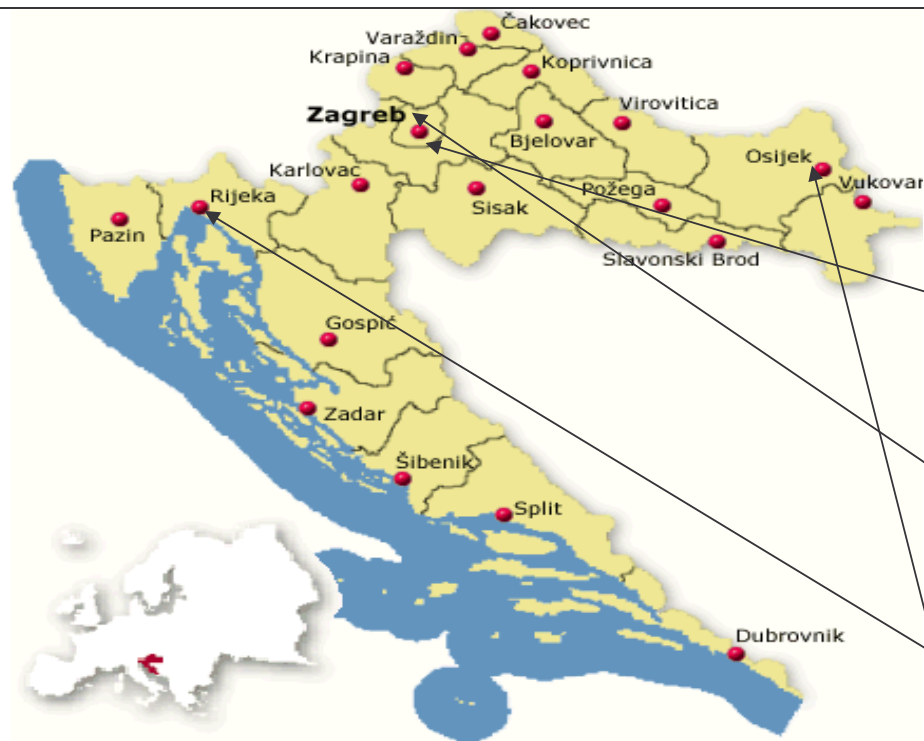 Čakovec
Varaždin
Krapina
Koprivnica
Zagreb
Virovitica
Bjelovar
Osijek
Karlovac
Vukovar
Rijeka
Sisak
Požega
Pazin
Slavonski Brod
Gospić
Zadar
Šibenik
Split
Dubrovnik